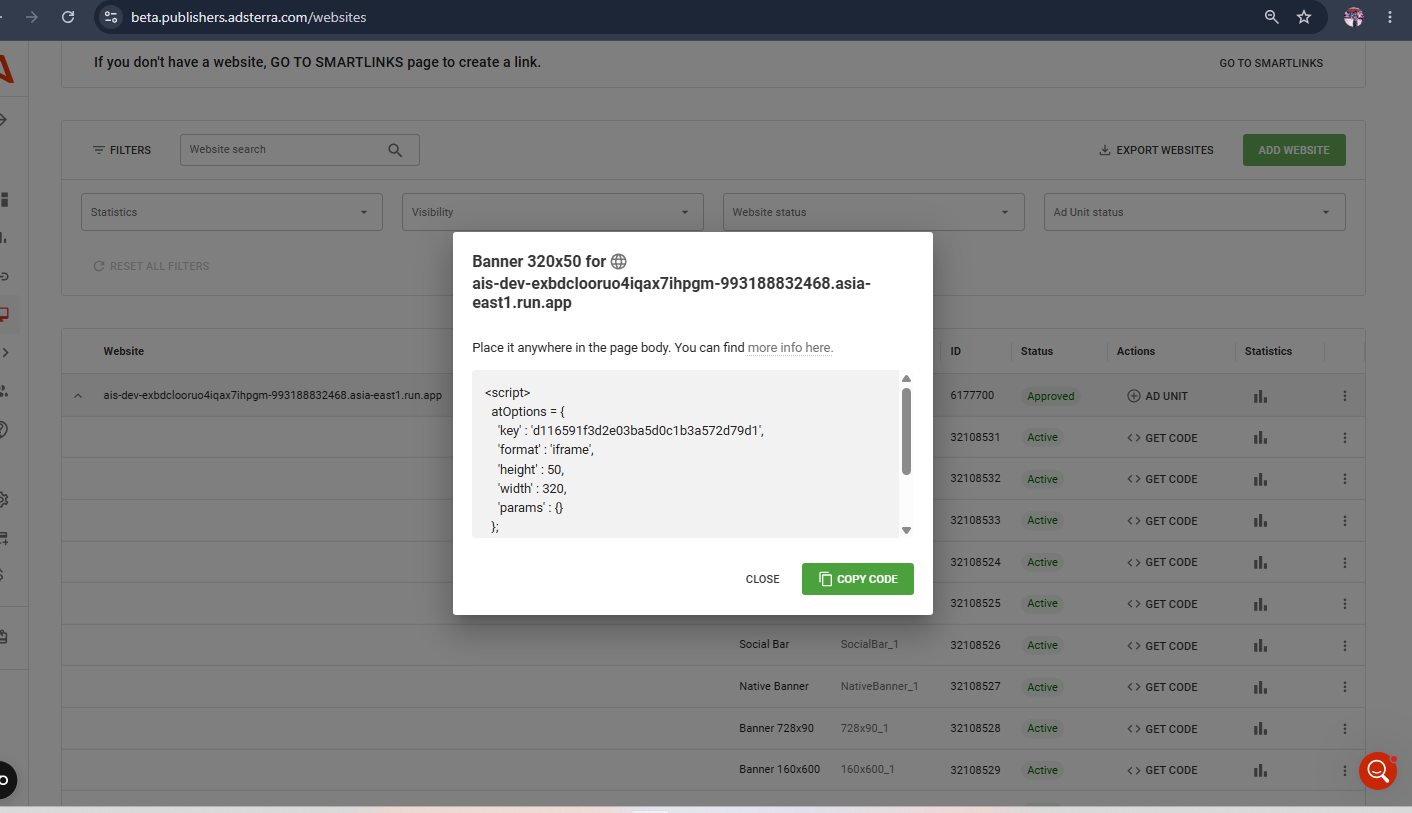 beta.publishers.adsterra.com/websites
If you don't have a website, GO TO SMARTLINKS page to create a link.
GO TO SMARTLINKS
FILTERS
Website search
EXPORT WEBSITES
ADD WEBSITE
Statistics
Visibility
Website status
Ad Unit status
RESET ALL FILTERS
Banner 320x50 for
ais-dev-exbdclooruo4iqax7ihpgm-993188832468.asia-
east1.run.app
Place it anywhere in the page body. You can find more info here.
<script>
atOptions = {
'key' : 'd116591f3d2e03ba5d0c1b3a572d79d1',
'format' : 'iframe',
'height' : 50,
'width' : 320,
'params' : {}
};
CLOSE
COPY CODE
Website
ID
Status
Actions
Statistics
ais-dev-exbdclooruo4iqax7ihpgm-993188832468.asia-east1.run.app
6177700
Approved
AD UNIT
32108531
Active
GET CODE
32108532
Active
GET CODE
32108533
Active
GET CODE
32108524
Active
GET CODE
32108525
Active
GET CODE
Social Bar
SocialBar_1
32108526
Active
GET CODE
Native Banner
NativeBanner_1
32108527
Active
GET CODE
Banner 728x90
728x90_1
32108528
Active
GET CODE
Banner 160x600
160x600_1
32108529
Active
GET CODE